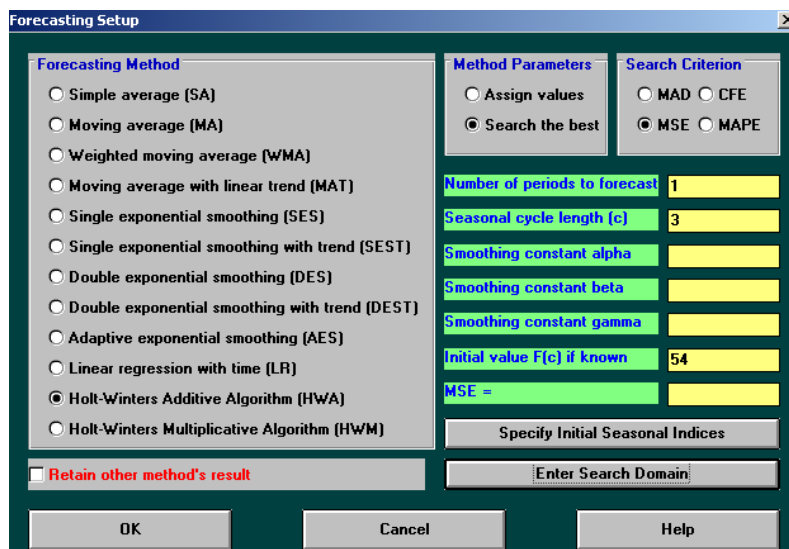 Forecasting Setup
Forecasting Method
Simple average (SA)
Moving average (MA)
Weighted moving average (WMA)
Moving average with linear trend (MAT)
Single exponential smoothing (SES)
Single exponential smoothing with trend (SEST)
Double exponential smoothing (DES)
Double exponential smoothing with trend (DEST)
Adaptive exponential smoothing (AES)
Linear regression with time (LR)
Holt-Winters Additive Algorithm (HWA)
Holt-Winters Multiplicative Algorithm (HWM)
Retain other method's result
Method Parameters
Assign values
Search the best
Search Criterion
MAD CFE
MSE MAPE
Number of periods to forecast 1
Seasonal cycle length (c) 3
Smoothing constant alpha
Smoothing constant beta
Smoothing constant gamma
Initial value F(c) if known 54
MSE =
Specify Initial Seasonal Indices
Enter Search Domain
OK Cancel Help